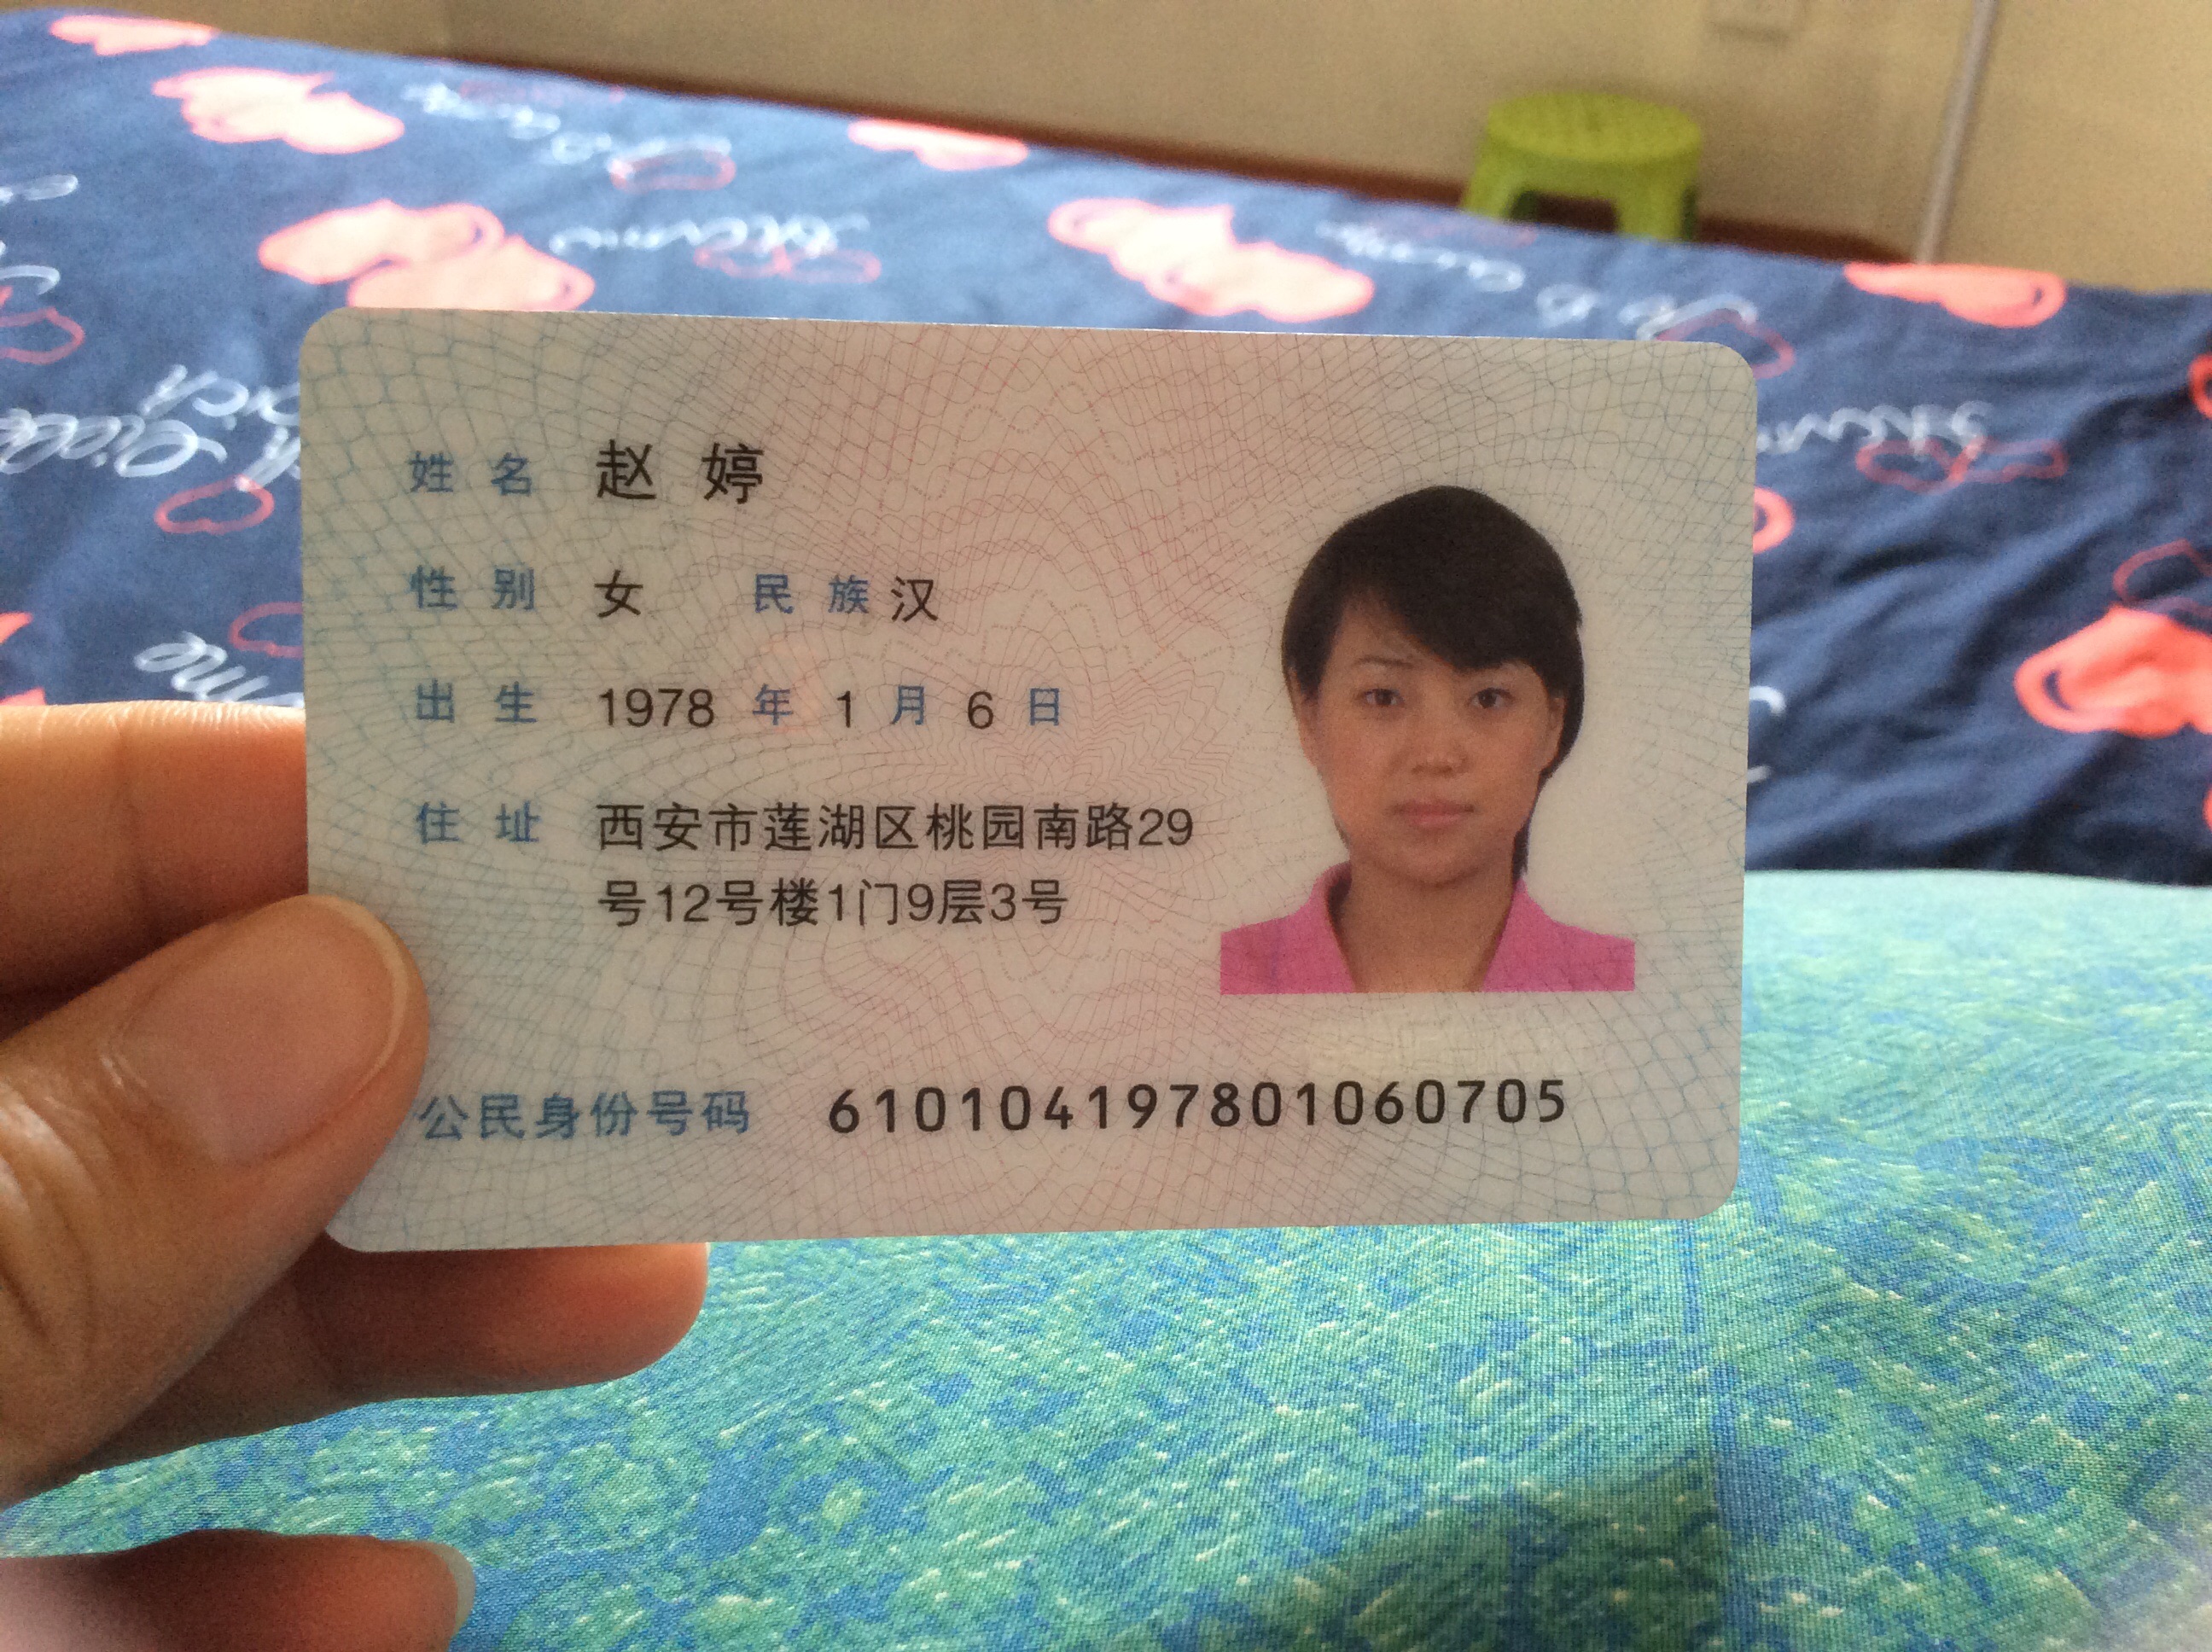 姓名 赵婷
性别 女 民族 汉
出生 1978 年 1 月 6 日
住址 西安市莲湖区桃园南路29
号12号楼1门9层3号
公民身份号码 610104197801060705